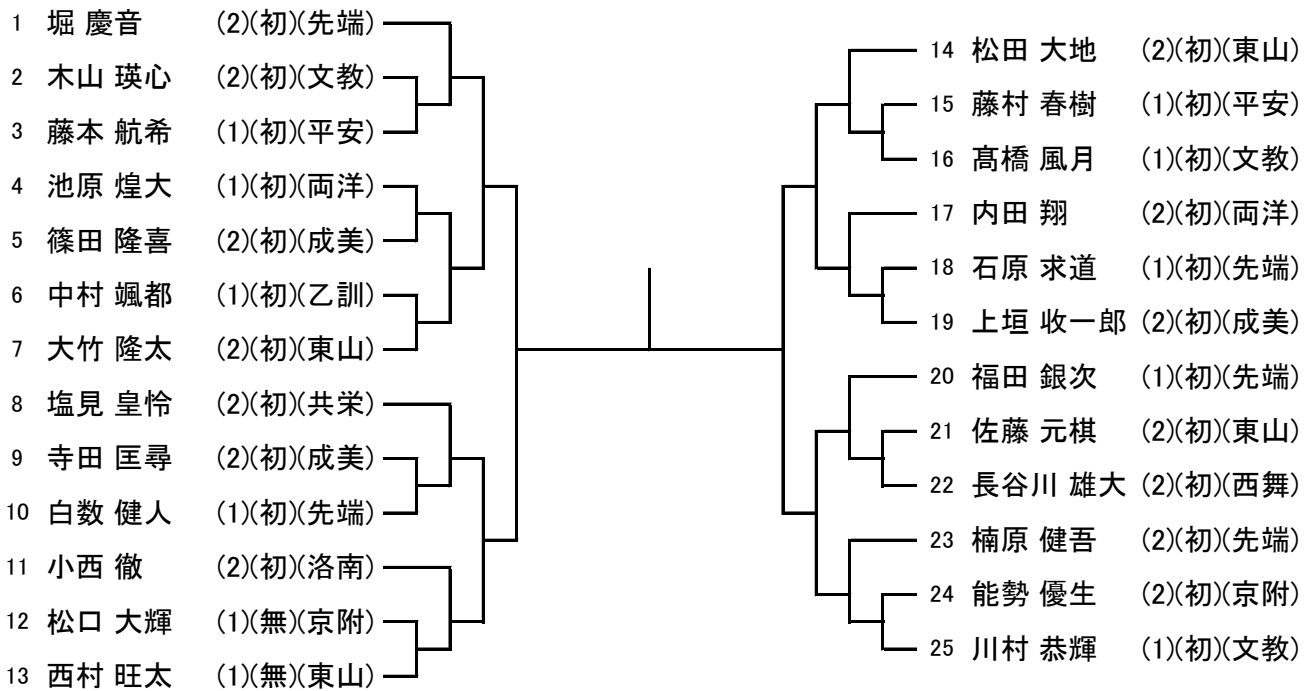 1 堀 慶音 (2)(初)(先端)
2 木山 瑛心 (2)(初)(文教)
3 藤本 航希 (1)(初)(平安)
4 池原 煌大 (1)(初)(両洋)
5 篠田 隆喜 (2)(初)(成美)
6 中村 颯都 (1)(初)(乙訓)
7 大竹 隆太 (2)(初)(東山)
8 塩見 皇怜 (2)(初)(共栄)
9 寺田 匡尋 (2)(初)(成美)
10 白数 健人 (1)(初)(先端)
11 小西 徹 (2)(初)(洛南)
12 松口 大輝 (1)(無)(京附)
13 西村 旺太 (1)(無)(東山)
14 松田 大地 (2)(初)(東山)
15 藤村 春樹 (1)(初)(平安)
16 髙橋 風月 (1)(初)(文教)
17 内田 翔 (2)(初)(両洋)
18 石原 求道 (1)(初)(先端)
19 上垣 收一郎 (2)(初)(成美)
20 福田 銀次 (1)(初)(先端)
21 佐藤 元棋 (2)(初)(東山)
22 長谷川 雄大 (2)(初)(西舞)
23 楠原 健吾 (2)(初)(先端)
24 能勢 優生 (2)(初)(京附)
25 川村 恭輝 (1)(初)(文教)